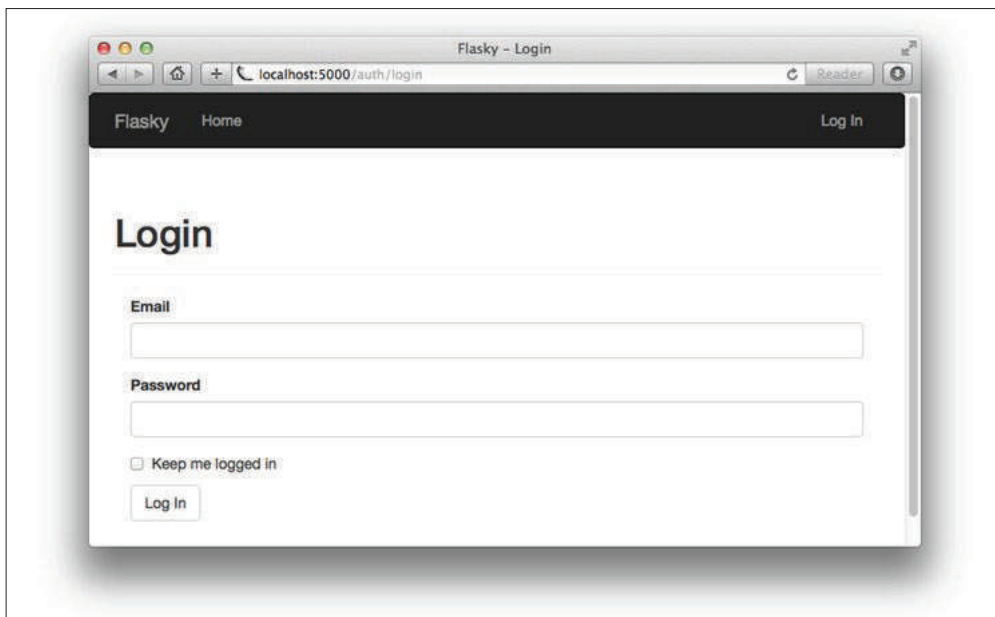 Flasky - Login
localhost:5000/auth/login
Reader
Flasky Home Log In
Login
Email
Password
Keep me logged in
Log In